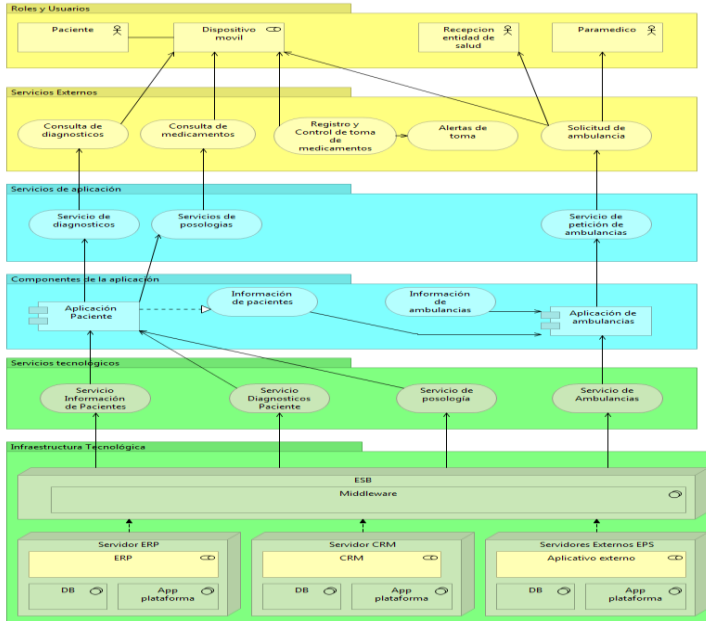 Roles y Usuarios
Paciente
Dispositivo
movil
Recepcion
entidad de
salud
Paramedico
Servicios Externos
Consulta de
diagnosticos
Consulta de
medicamentos
Registro y
Control de toma
de
medicamentos
Alertas de
toma
Solicitud de
ambulancia
Servicios de aplicación
Servicio de
diagnosticos
Servicios de
posologias
Servicio de
petición de
ambulancias
Componentes de la aplicación
Aplicación
Paciente
Información
de pacientes
Información
de
ambulancias
Aplicación de
ambulancias
Servicios tecnológicos
Servicio
Información
de Pacientes
Servicio
Diagnosticos
Paciente
Servicio de
posología
Servicio de
Ambulancias
Infraestructura Tecnológica
ESB
Middleware
Servidor ERP
ERP
DB
App
plataforma
Servidor CRM
CRM
DB
App
plataforma
Servidores Externos EPS
Aplicativo externo
DB
App
plataforma